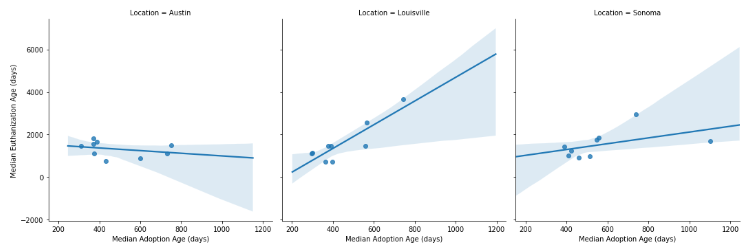 Location = Austin
Location = Louisville
Location = Sonoma
Median Euthanization Age (days)
6000
4000
2000
0
−2000
200 400 600 800 1000 1200
200 400 600 800 1000 1200
200 400 600 800 1000 1200
Median Adoption Age (days)
Median Adoption Age (days)
Median Adoption Age (days)